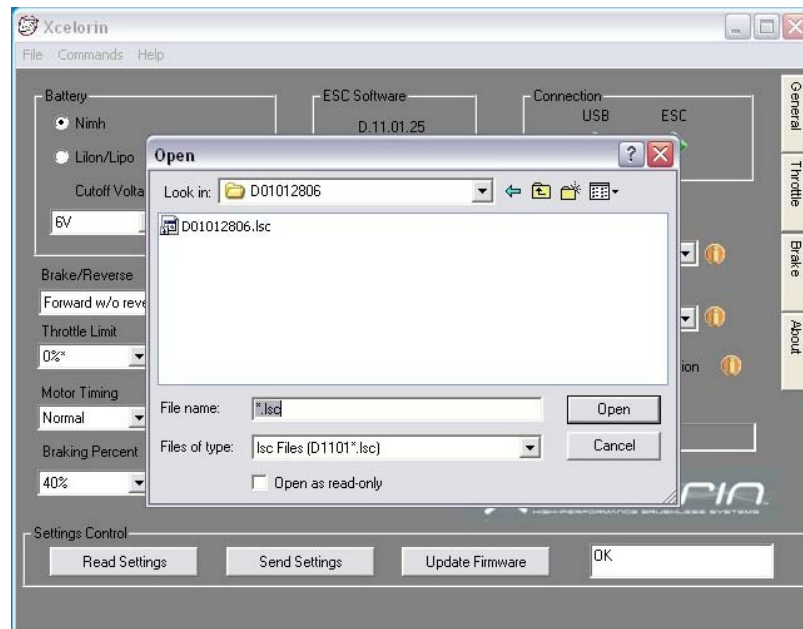 Xcelorin
File Commands Help
Battery
Nimh
LiIon/Lipo
Cutoff Volta
6V
ESC Software
D.11.01.25
Connection
USB ESC
General
Throttle
Brake
About
Open
Look in: D01012806
D01012806.lsc
File name: *.lsc
Open
Files of type: lsc Files (D1101*.lsc)
Cancel
Open as read-only
Brake/Reverse
Forward w/o reve
Throttle Limit
0%*
Motor Timing
Normal
Braking Percent
40%
ion
HIGH-PERFORMANCE BRUSHLESS SYSTEMS
Settings Control
Read Settings
Send Settings
Update Firmware
OK